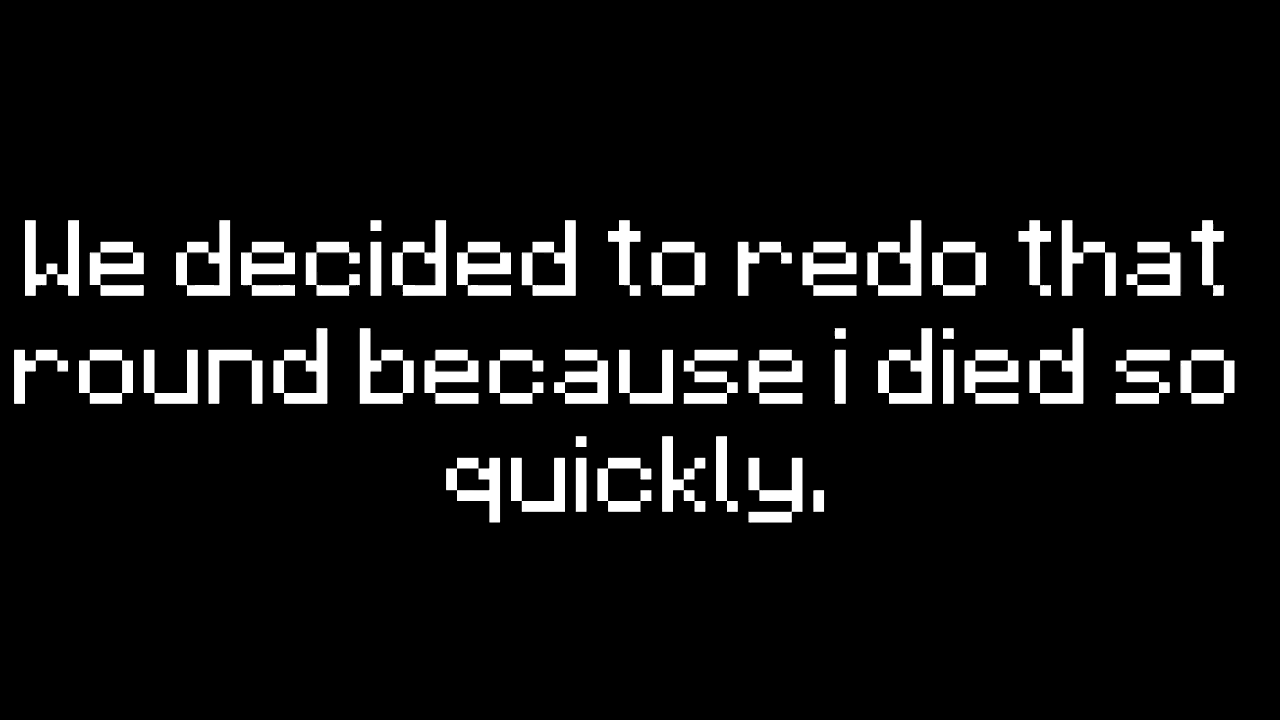 We decided to redo that
round because i died so
quickly.